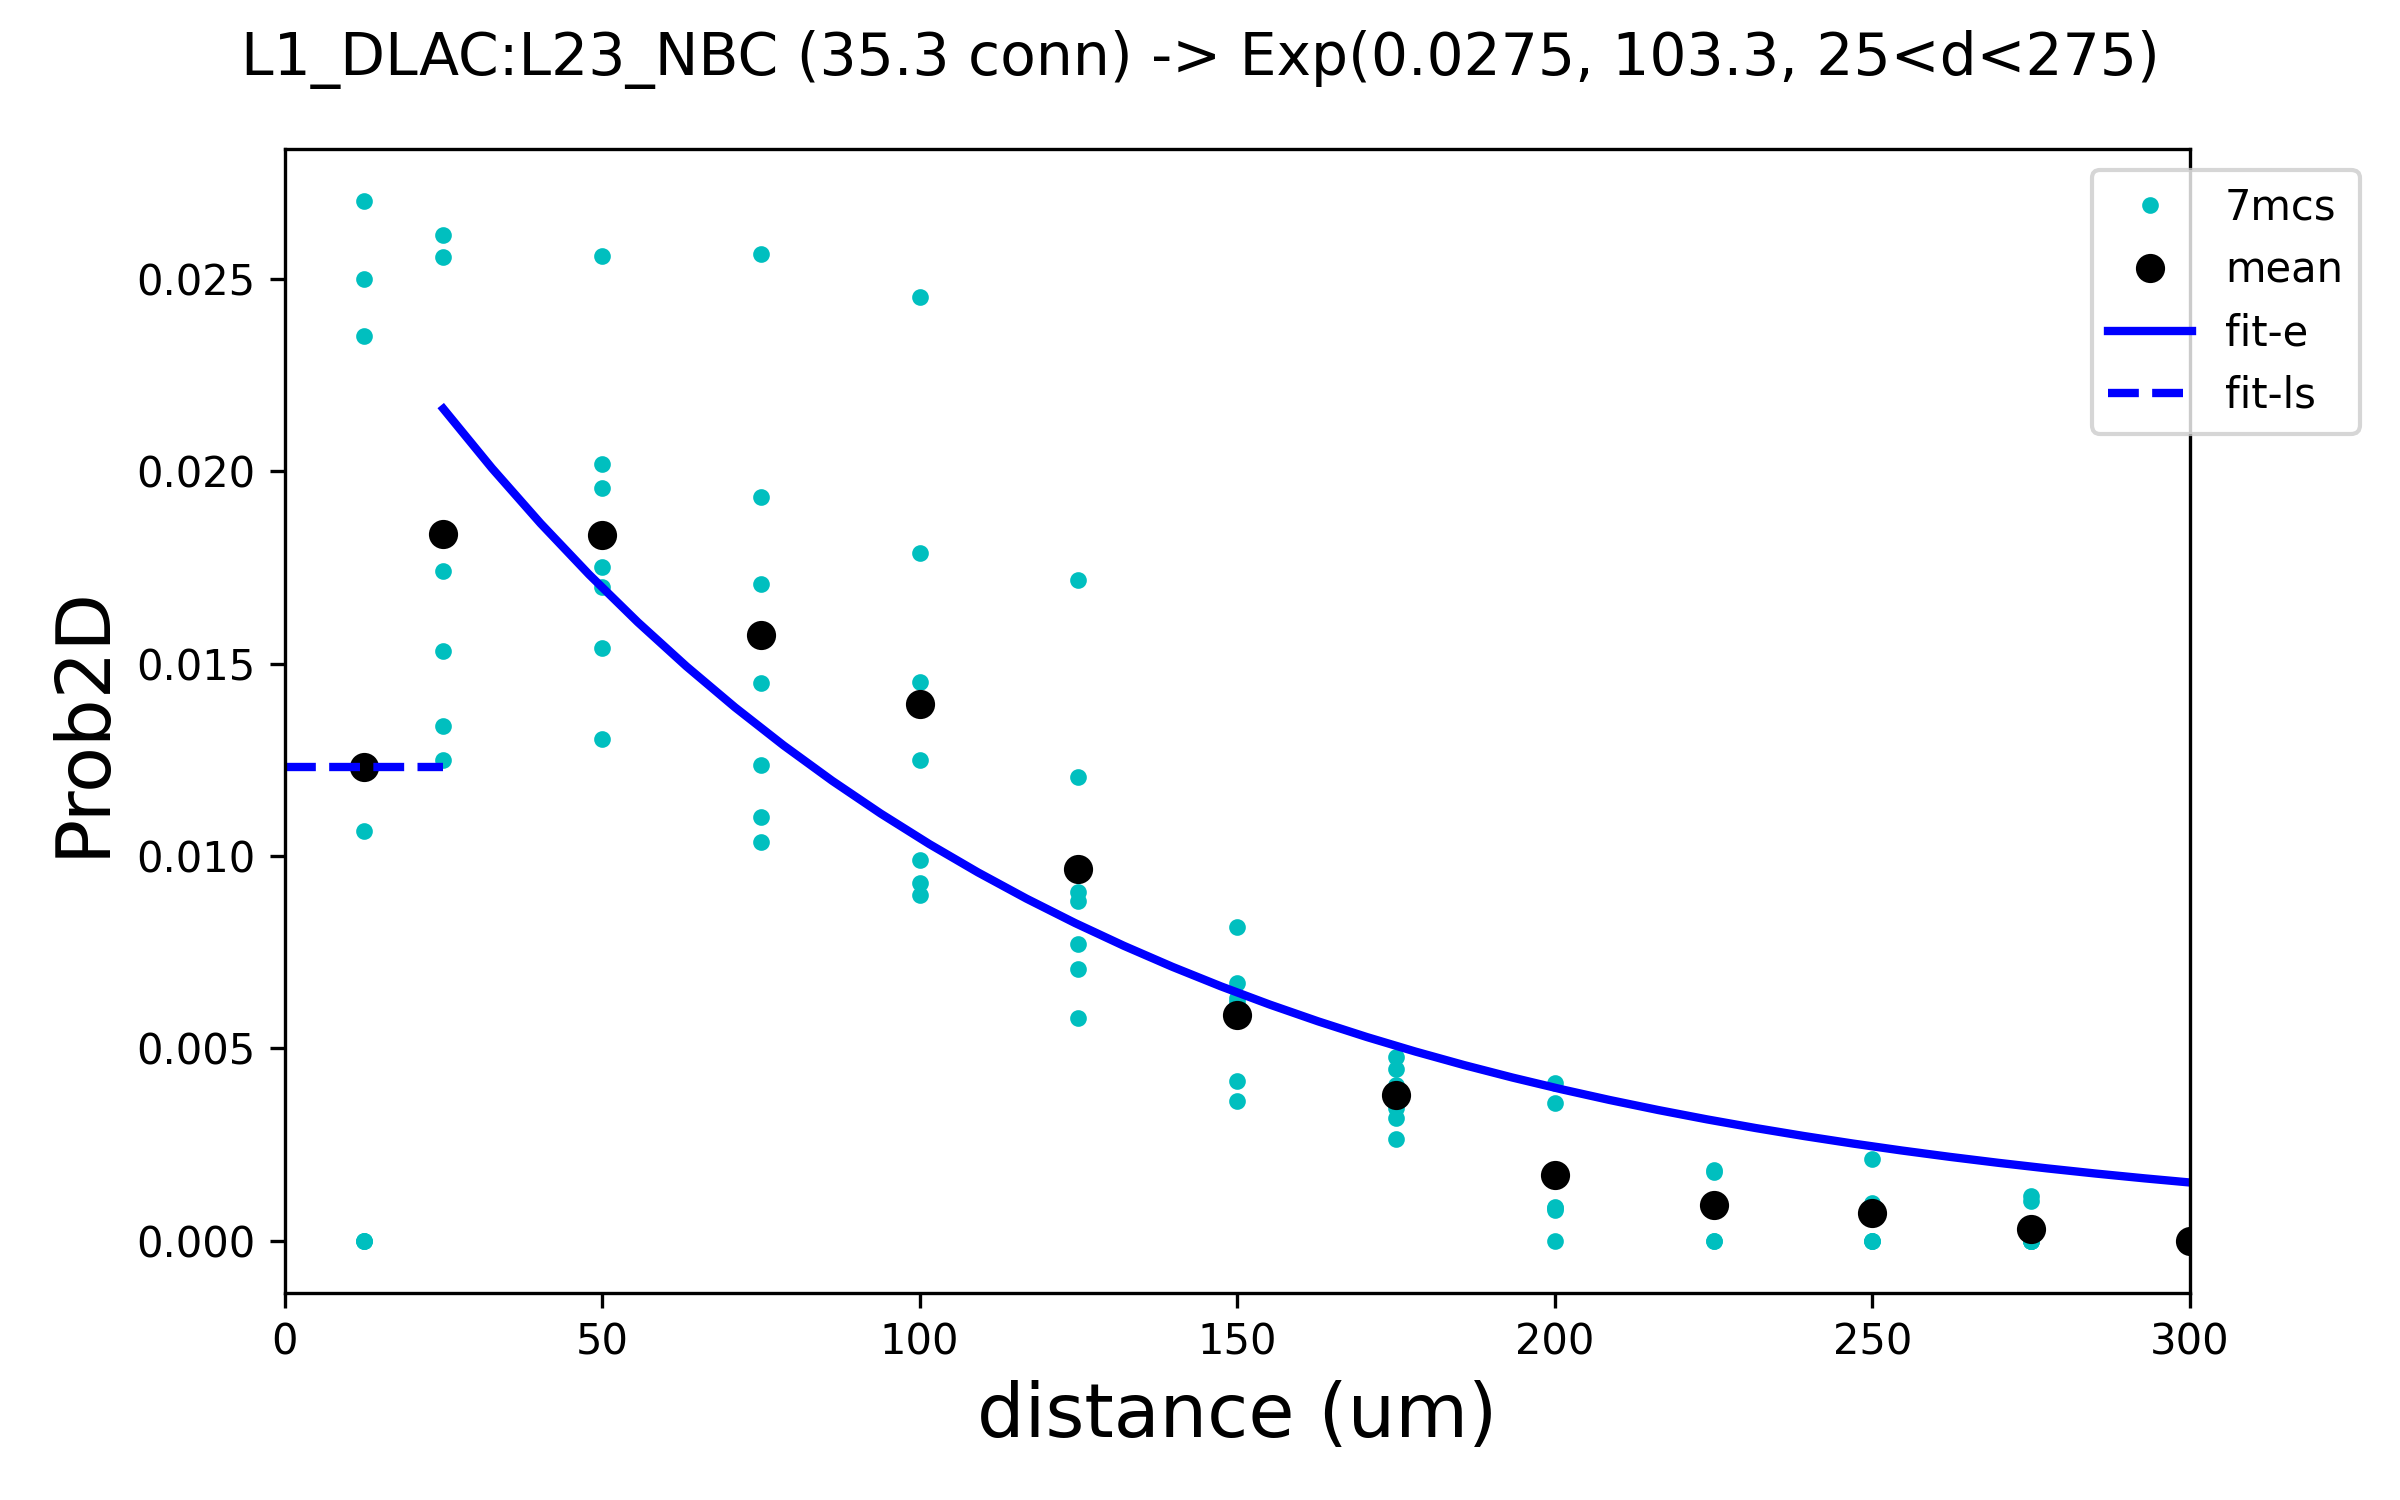 L1_DLAC:L23_NBC (35.3 conn) -> Exp(0.0275, 103.3, 25<d<275)
7mcs
mean
fit-e
fit-ls
Prob2D
0.025
0.020
0.015
0.010
0.005
0.000
0 50 100 150 200 250 300
distance (um)